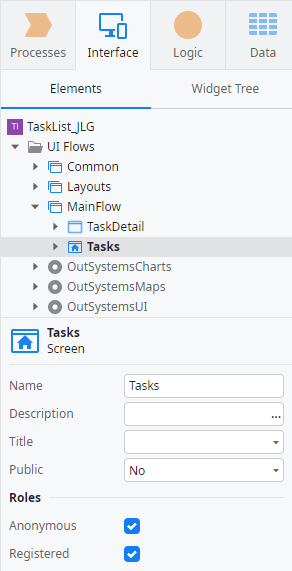 Processes Interface Logic Data
Elements Widget Tree
TI TaskList_JLG
UI Flows
Common
Layouts
MainFlow
TaskDetail
Tasks
OutSystemsCharts
OutSystemsMaps
OutSystemsUI
Tasks
Screen
Name Tasks
Description ...
Title
Public No
Roles
Anonymous
Registered